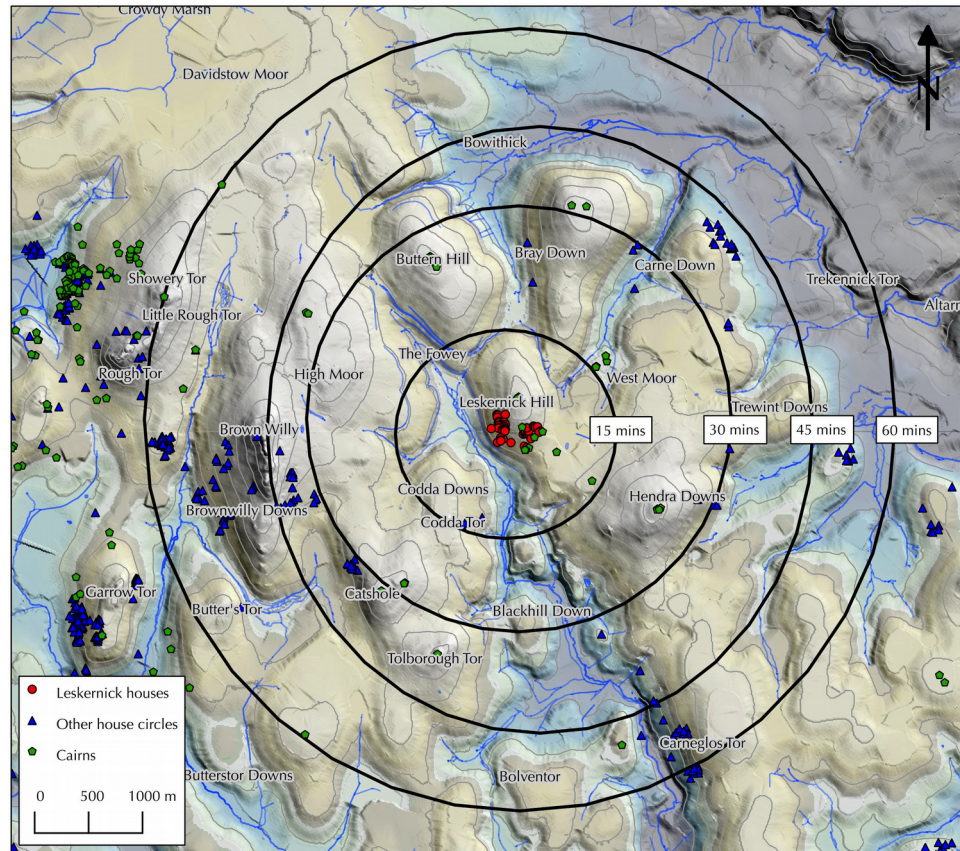 Crowdy Marsh
Davidstow Moor
N
Bowithick
Buttern Hill
Bray Down
Carne Down
Showery Tor
Trekennick Tor
Little Rough Tor
Altarn
The Fowey
Rough Tor
High Moor
West Moor
Leskernick Hill
Trewint Downs
Brown Willy
15 mins
30 mins
45 mins
60 mins
Codda Downs
Hendra Downs
Brownwilly Downs
Codda Tor
Garrow Tor
Catshole
Butter's Tor
Blackhill Down
Tolborough Tor
Leskernick houses
Other house circles
Cairns
Carneglos Tor
Butterstor Downs
Bolventor
0 500 1000 m